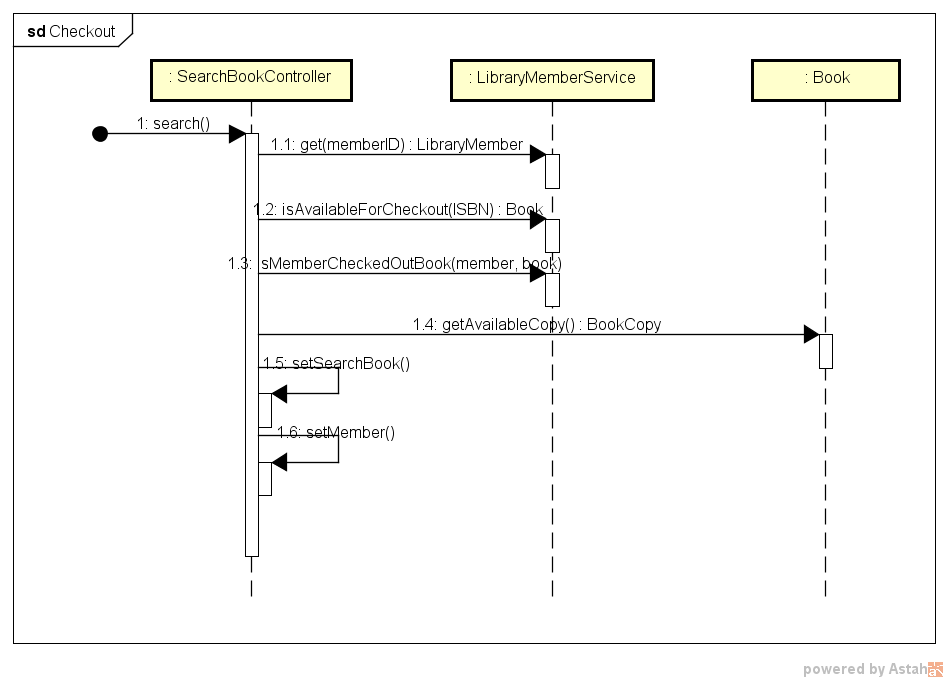 sd Checkout
: SearchBookController
: LibraryMemberService
: Book
1: search()
1.1: get(memberID) : LibraryMember
1.2: isAvailableForCheckout(ISBN) : Book
1.3: isMemberCheckedOutBook(member, book)
1.4: getAvailableCopy() : BookCopy
1.5: setSearchBook()
1.6: setMember()
powered by Astah